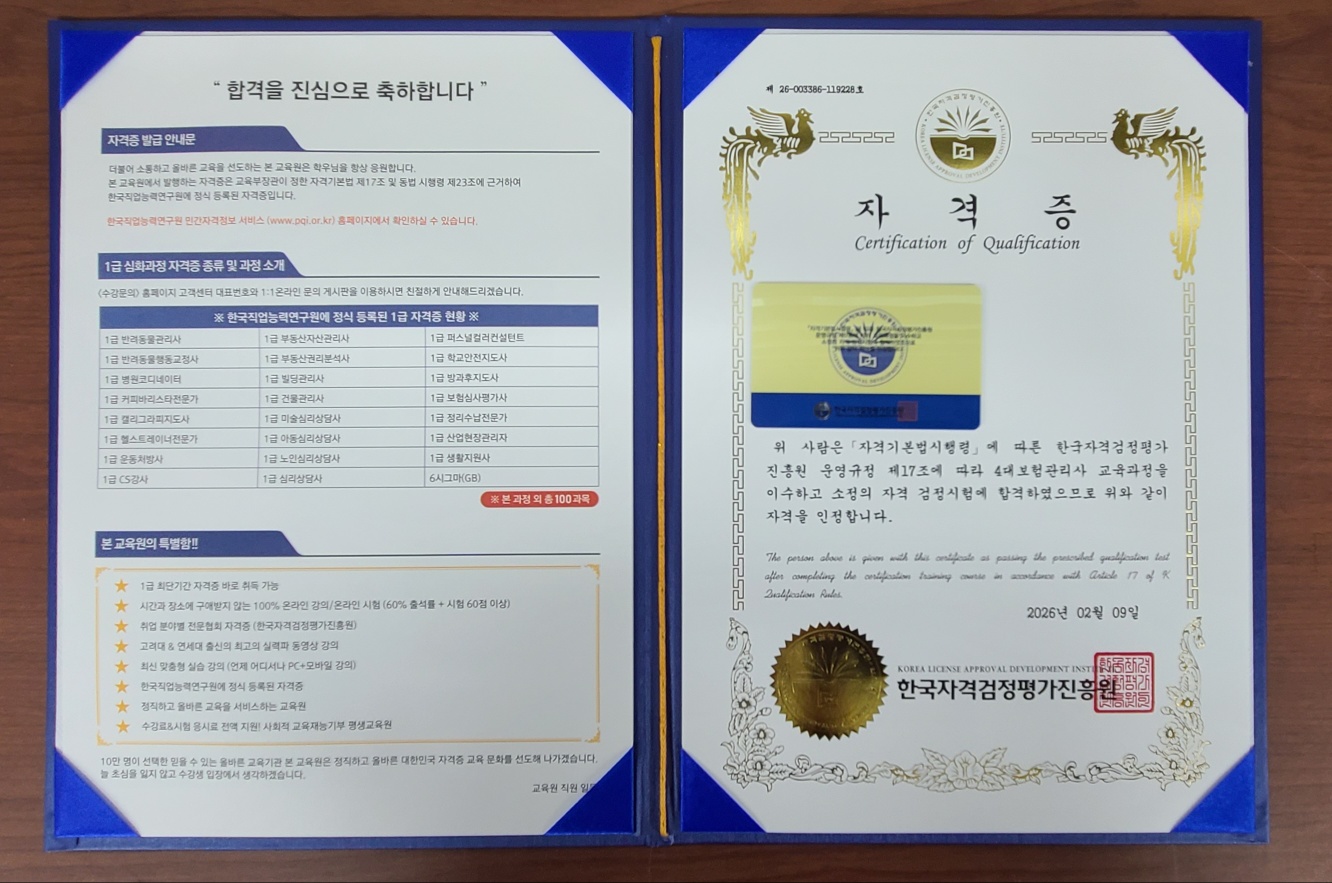 “ 합격을 진심으로 축하합니다 ”
자격증 발급 안내문
더불어 소통하고 올바른 교육을 선도하는 본 교육원은 학우님을 항상 응원합니다.
본 교육원에서 발행하는 자격증은 교육부장관이 정한 자격기본법 제17조 및 동법 시행령 제23조에 근거하여
한국직업능력연구원에 정식 등록된 자격증입니다.
한국직업능력연구원 민간자격정보 서비스 (www.pqi.or.kr) 홈페이지에서 확인하실 수 있습니다.
1급 심화과정 자격증 종류 및 과정 소개
<수강문의> 홈페이지 고객센터 대표번호와 1:1온라인 문의 게시판을 이용하시면 친절하게 안내해드리겠습니다.
※ 한국직업능력연구원에 정식 등록된 1급 자격증 현황 ※
1급 반려동물관리사 1급 부동산자산관리사 1급 퍼스널컬러컨설턴트
1급 반려동물행동교정사 1급 부동산권리분석사 1급 학교안전지도사
1급 병원코디네이터 1급 빌딩관리사 1급 방과후지도사
1급 커피바리스타전문가 1급 건물관리사 1급 보험심사평가사
1급 캘리그라피지도사 1급 미술심리상담사 1급 정리수납전문가
1급 헬스트레이너전문가 1급 아동심리상담사 1급 산업현장관리자
1급 운동처방사 1급 노인심리상담사 1급 생활지원사
1급 CS강사 1급 심리상담사 6시그마(GB)
※ 본 과정 외 총 100 과목
본 교육원의 특별함!!
★ 1급 최단기간 자격증 바로 취득 가능
★ 시간과 장소에 구애받지 않는 100% 온라인 강의/온라인 시험 (60% 출석률 + 시험 60점 이상)
★ 취업 분야별 전문협회 자격증 (한국자격검정평가진흥원)
★ 고려대 & 연세대 출신의 최고의 실력파 동영상 강의
★ 최신 맞춤형 실습 강의 (언제 어디서나 PC+모바일 강의)
★ 한국직업능력연구원에 정식 등록된 자격증
★ 정직하고 올바른 교육을 서비스하는 교육원
★ 수강료&시험 응시료 전액 지원! 사회적 교육재능기부 평생교육원
10만 명이 선택한 믿을 수 있는 올바른 교육기관 본 교육원은 정직하고 올바른 대한민국 자격증 교육 문화를 선도해 나가겠습니다.
늘 초심을 잃지 않고 수강생 입장에서 생각하겠습니다.
교육원 직원 일동
제 26-003386-119228호
자 격 증
Certification of Qualification
한국자격검정평가진흥원
위 사람은「자격기본법시행령」에 따른 한국자격검정평가
진흥원 운영규정 제17조에 따라 4대보험관리사 교육과정을
이수하고 소정의 자격 검정시험에 합격하였으므로 위와 같이
자격을 인정합니다.
The person above is given with this certificate as passing the prescribed qualification test
after completing the certification training course in accordance with Article 17 of K
Qualification Rules.
2026년 02월 09일
KOREA LICENSE APPROVAL DEVELOPMENT
한국자격검정평가진흥원